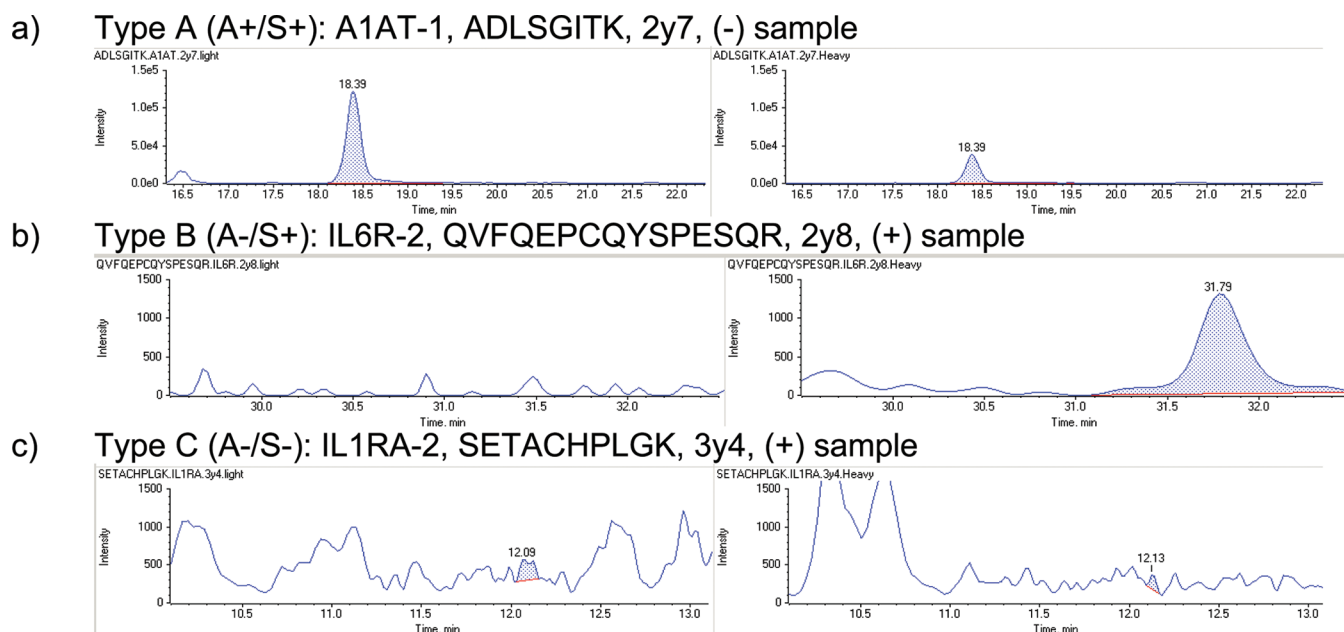 a) Type A (A+/S+): A1AT-1, ADLSGITK, 2y7, (-) sample
ADLSGITK.A1AT.2y7.light
1.5e5
1.0e5
5.0e4
0.0e0
Intensity
18.39
16.5 17.0 17.5 18.0 18.5 19.0 19.5 20.0 20.5 21.0 21.5 22.0
Time, min
ADLSGITK.A1AT.2y7.Heavy
1.5e5
1.0e5
5.0e4
0.0e0
Intensity
18.39
16.5 17.0 17.5 18.0 18.5 19.0 19.5 20.0 20.5 21.0 21.5 22.0
Time, min
b) Type B (A-/S+): IL6R-2, QVFQEPCQYSPESQR, 2y8, (+) sample
QVFQEPCQYSPESQR.IL6R.2y8.light
1500
1000
500
0
Intensity
30.0 30.5 31.0 31.5 32.0
Time, min
QVFQEPCQYSPESQR.IL6R.2y8.Heavy
1500
1000
500
0
Intensity
31.79
30.0 30.5 31.0 31.5 32.0
Time, min
c) Type C (A-/S-): IL1RA-2, SETACHPLGK, 3y4, (+) sample
SETACHPLGK.IL1RA.3y4.light
1500
1000
500
0
Intensity
12.09
10.5 11.0 11.5 12.0 12.5 13.0
Time, min
SETACHPLGK.IL1RA.3y4.Heavy
1500
1000
500
0
Intensity
12.13
10.5 11.0 11.5 12.0 12.5 13.0
Time, min